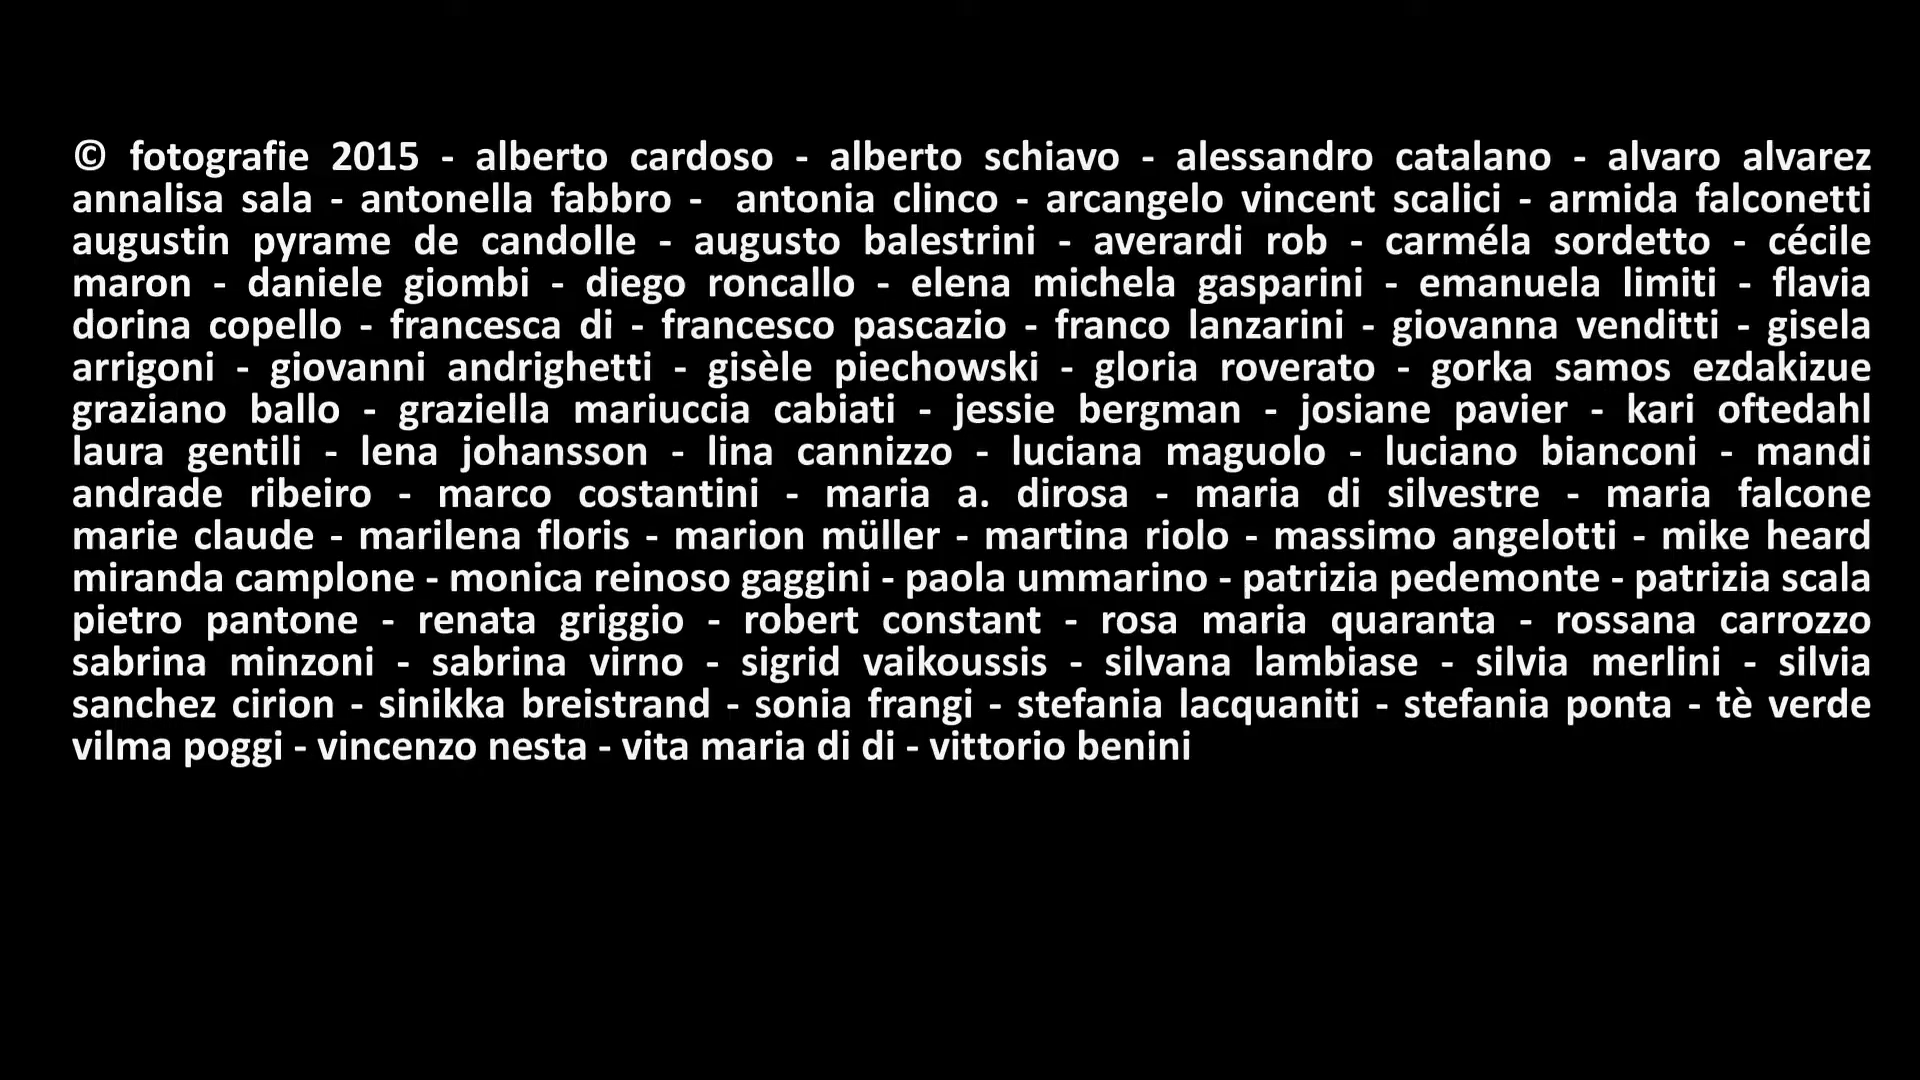 © fotografie 2015 - alberto cardoso - alberto schiavo - alessandro catalano - alvaro alvarez
annalisa sala - antonella fabbro - antonia clinco - arcangelo vincent scalici - armida falconetti
augustin pyrame de candolle - augusto balestrini - averardi rob - carméla sordetto - cécile
maron - daniele giombi - diego roncallo - elena michela gasparini - emanuela limiti - flavia
dorina copello - francesca di - francesco pascazio - franco lanzarini - giovanna venditti - gisela
arrigoni - giovanni andrighetti - gisèle piechowski - gloria roverato - gorka samos ezdakizue
graziano ballo - graziella mariuccia cabiati - jessie bergman - josiane pavier - kari oftedahl
laura gentili - lena johansson - lina cannizzo - luciana maguolo - luciano bianconi - mandi
andrade ribeiro - marco costantini - maria a. dirosa - maria di silvestre - maria falcone
marie claude - marilena floris - marion müller - martina riolo - massimo angelotti - mike heard
miranda camplone - monica reinoso gaggini - paola ummarino - patrizia pedemonte - patrizia scala
pietro pantone - renata griggio - robert constant - rosa maria quaranta - rossana carrozzo
sabrina minzoni - sabrina virno - sigrid vaikoussis - silvana lambiase - silvia merlini - silvia
sanchez cirion - sinikka breistrand - sonia frangi - stefania lacquaniti - stefania ponta - tè verde
vilma poggi - vincenzo nesta - vita maria di di - vittorio benini